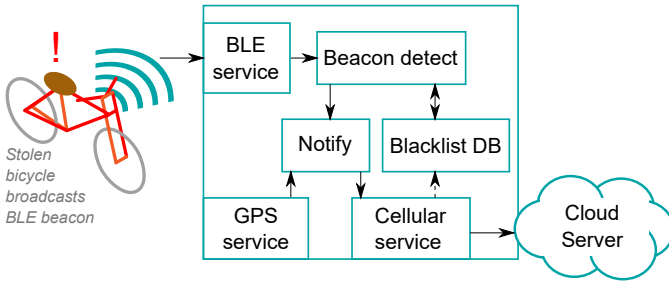 !
BLE
service
Beacon detect
Notify
Blacklist DB
Stolen
bicycle
broadcasts
BLE beacon
GPS
service
Cellular
service
Cloud
Server